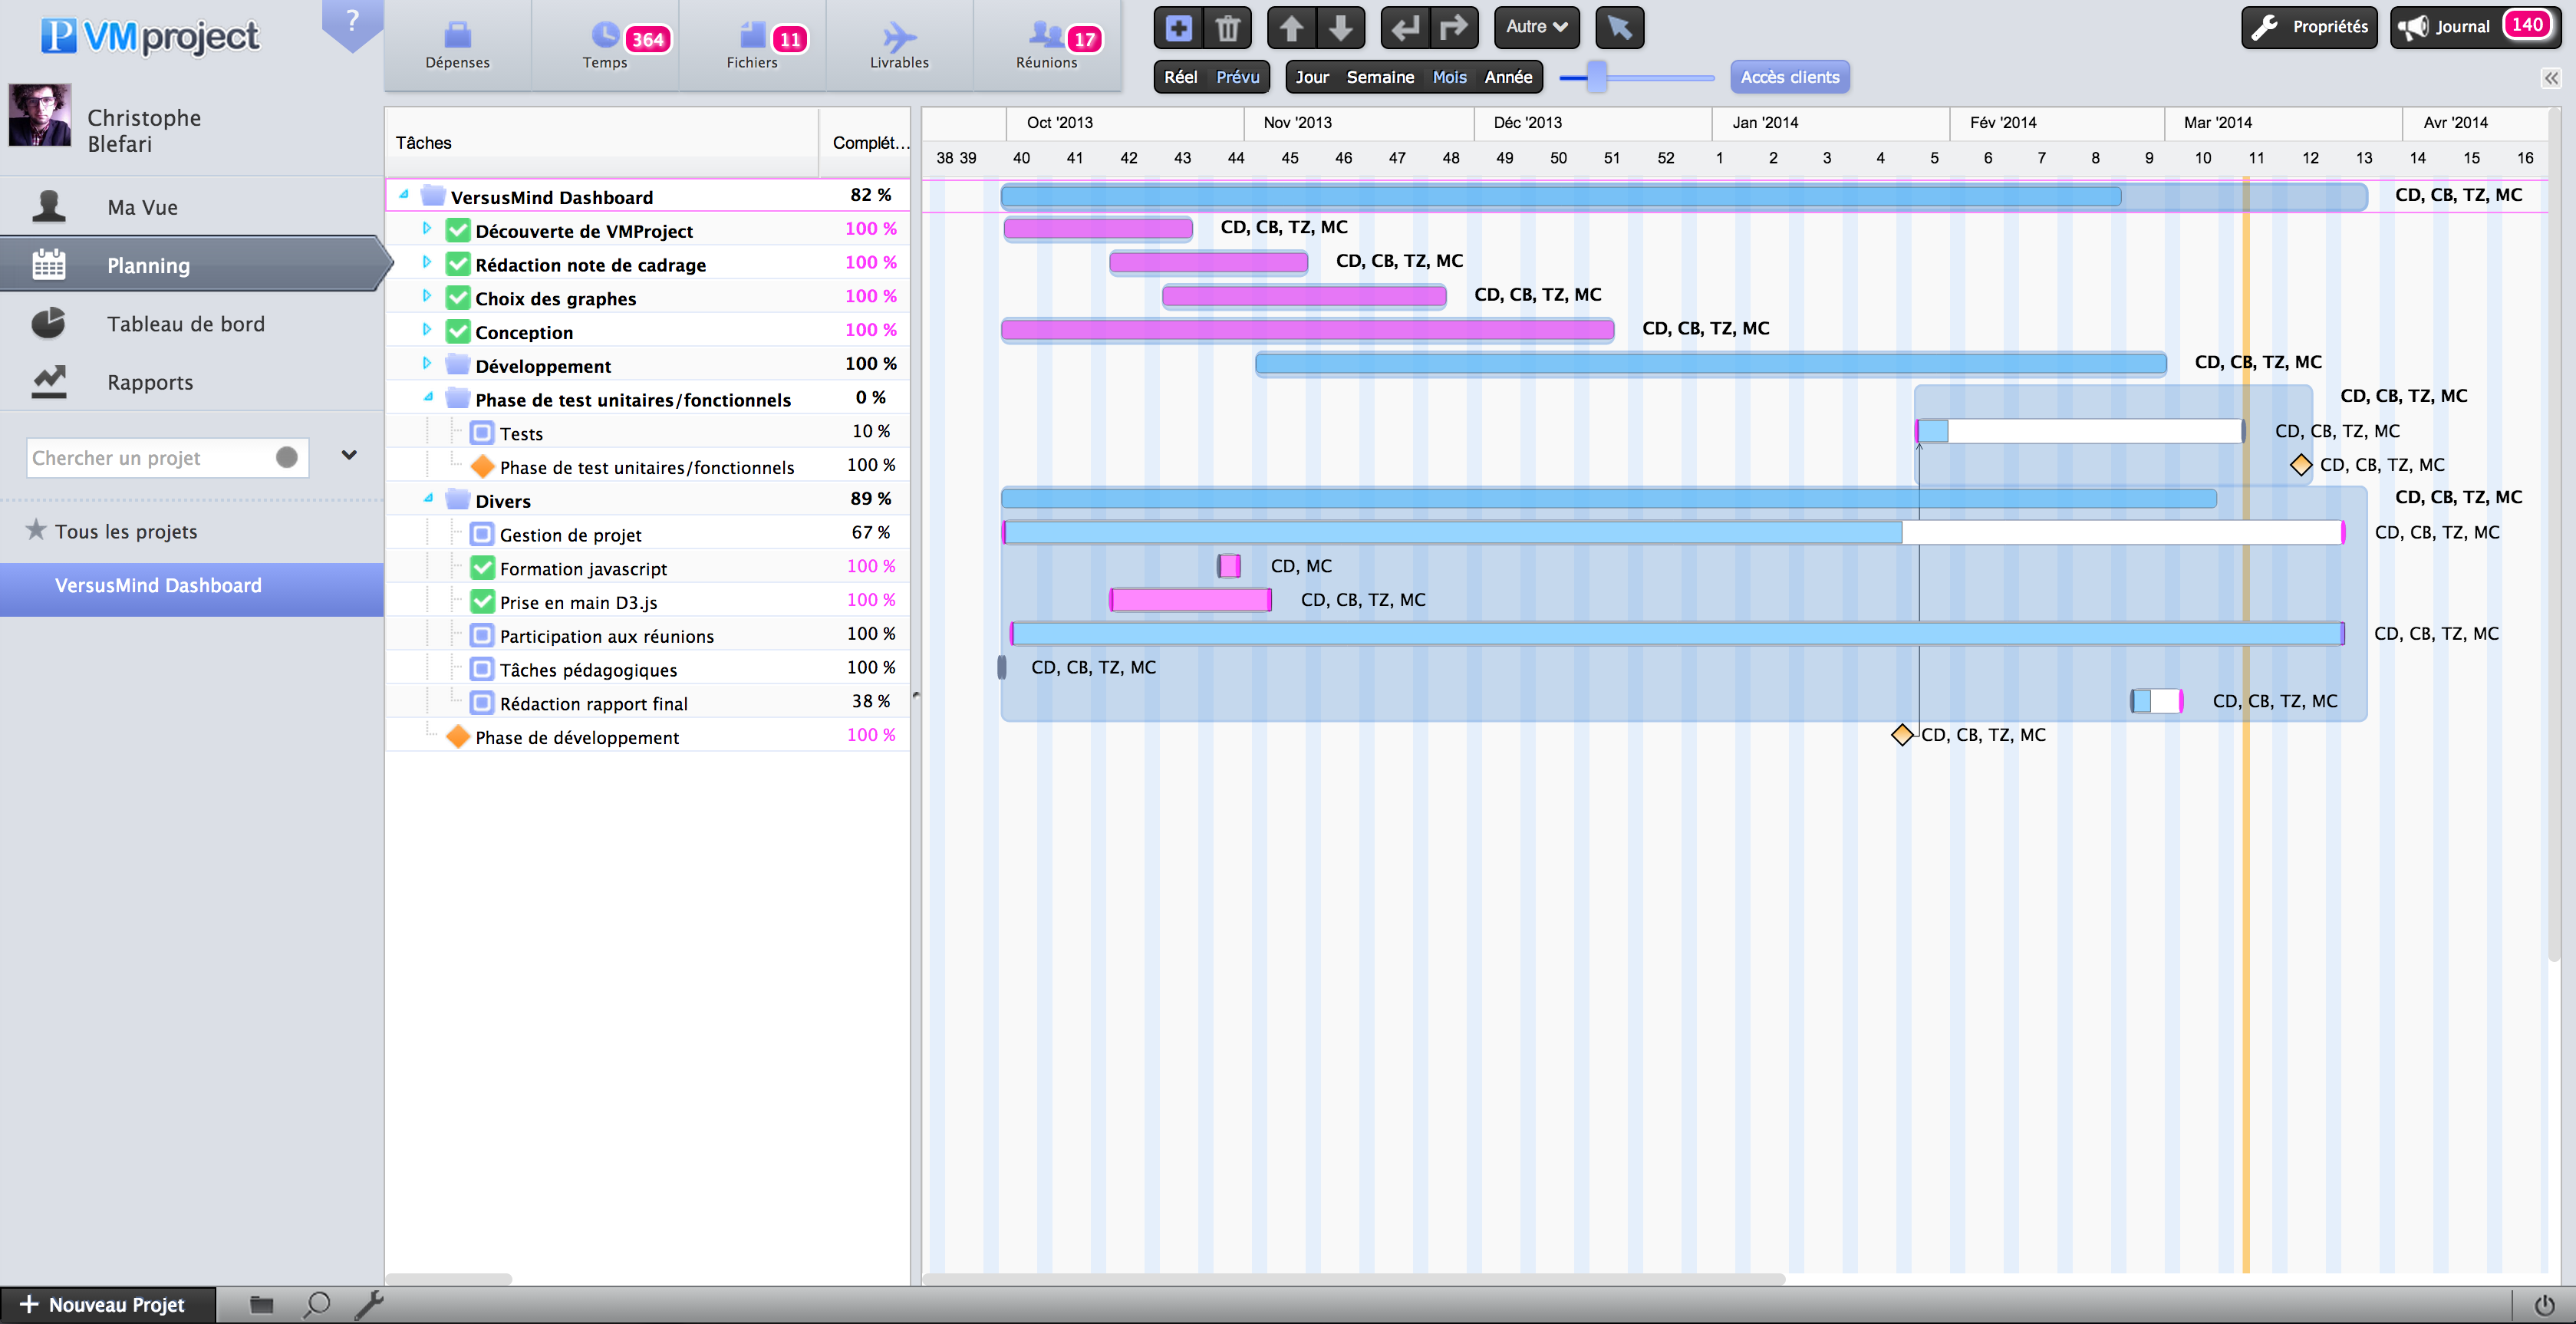 VMproject
?
Dépenses
Temps
364
Fichiers
11
Livrables
Réunions
17
Autre
Propriétés
Journal
140
Réel Prévu
Jour Semaine Mois Année
Accès clients
Christophe
Blefari
Ma Vue
Planning
Tableau de bord
Rapports
Chercher un projet
Tous les projets
VersusMind Dashboard
Tâches Complét...
Oct '2013 Nov '2013 Déc '2013 Jan '2014 Fév '2014 Mar '2014 Avr '2014
38 39 40 41 42 43 44 45 46 47 48 49 50 51 52 1 2 3 4 5 6 7 8 9 10 11 12 13 14 15 16
VersusMind Dashboard 82 % CD, CB, TZ, MC
Découverte de VMProject 100 % CD, CB, TZ, MC
Rédaction note de cadrage 100 % CD, CB, TZ, MC
Choix des graphes 100 % CD, CB, TZ, MC
Conception 100 % CD, CB, TZ, MC
Développement 100 % CD, CB, TZ, MC
Phase de test unitaires/fonctionnels 0 % CD, CB, TZ, MC
Tests 10 % CD, CB, TZ, MC
Phase de test unitaires/fonctionnels 100 % CD, CB, TZ, MC
Divers 89 % CD, CB, TZ, MC
Gestion de projet 67 % CD, CB, TZ, MC
Formation javascript 100 % CD, MC
Prise en main D3.js 100 % CD, CB, TZ, MC
Participation aux réunions 100 % CD, CB, TZ, MC
Tâches pédagogiques 100 % CD, CB, TZ, MC
Rédaction rapport final 38 % CD, CB, TZ, MC
Phase de développement 100 % CD, CB, TZ, MC
+ Nouveau Projet